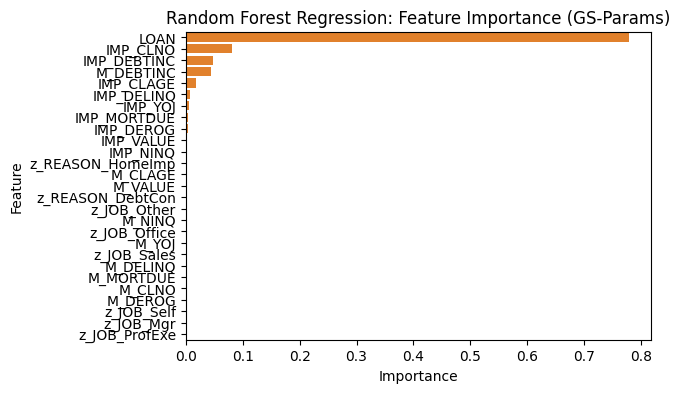 Random Forest Regression: Feature Importance (GS-Params)
LOAN
IMP_CLNO
IMP_DEBTINC
M_DEBTINC
IMP_CLAGE
IMP_DELINQ
IMP_YOJ
IMP_MORTDUE
IMP_DEROG
IMP_VALUE
IMP_NINQ
z_REASON_HomeImp
M_CLAGE
M_VALUE
z_REASON_DebtCon
z_JOB_Other
M_NINQ
z_JOB_Office
M_YOJ
z_JOB_Sales
M_DELINQ
M_MORTDUE
M_CLNO
M_DEROG
z_JOB_Self
z_JOB_Mgr
z_JOB_ProfExe
Feature
0.0 0.1 0.2 0.3 0.4 0.5 0.6 0.7 0.8
Importance